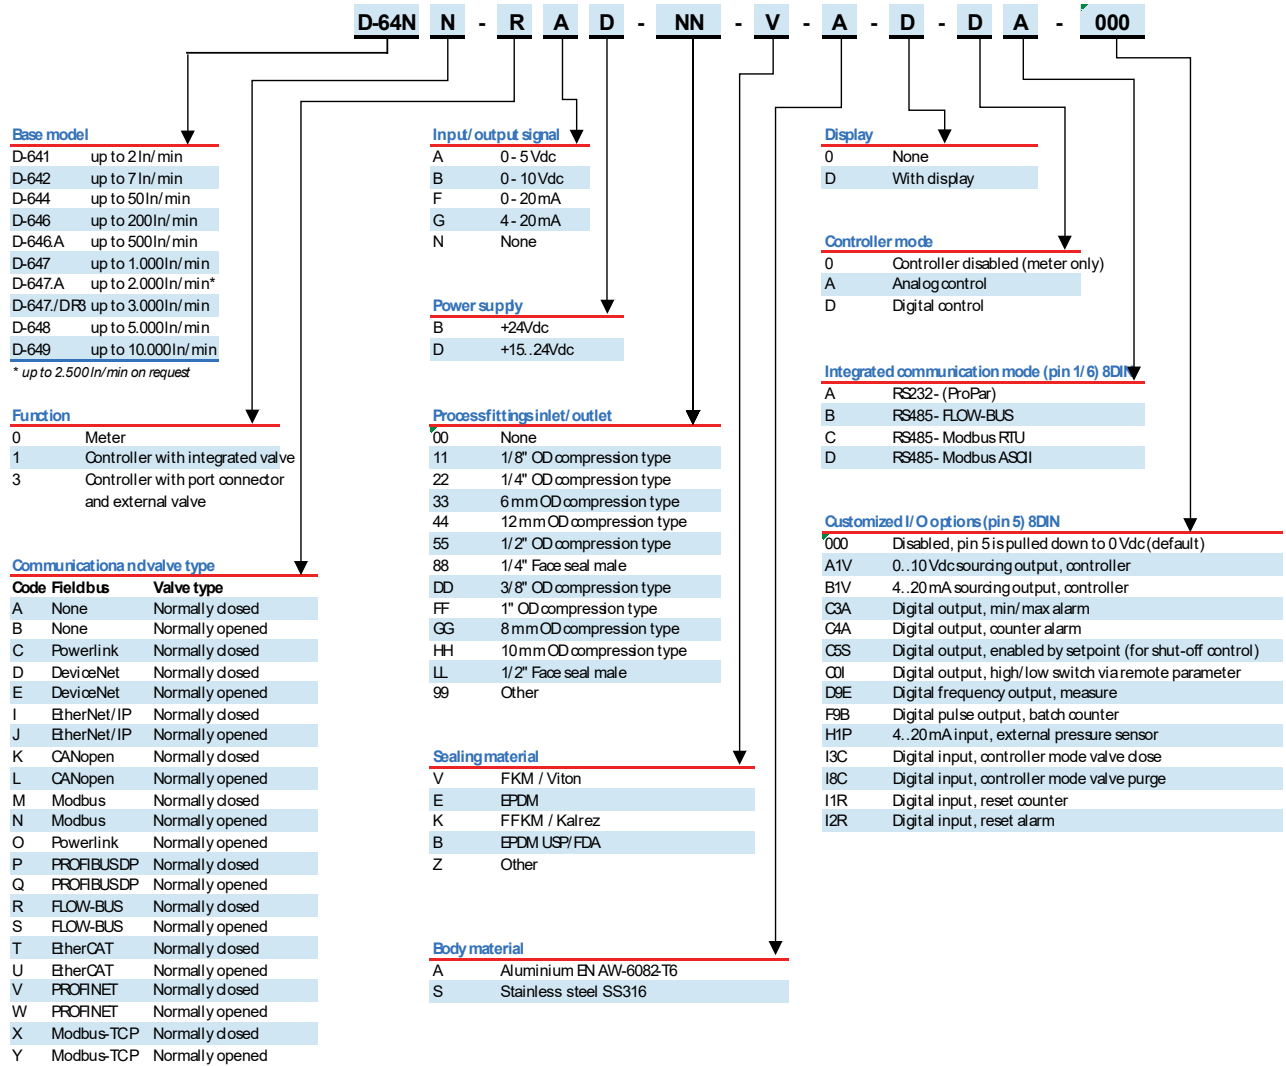 D-64N N - R A D - NN - V - A - D - D A - 000
Base model
D-641 up to 2 ln/min
D-642 up to 7 ln/min
D-644 up to 50 ln/min
D-646 up to 200 ln/min
D-646.A up to 500 ln/min
D-647 up to 1.000 ln/min
D-647.A up to 2.000 ln/min*
D-647./DR3 up to 3.000 ln/min
D-648 up to 5.000 ln/min
D-649 up to 10.000 ln/min
* up to 2.500 ln/min on request
Function
0 Meter
1 Controller with integrated valve
3 Controller with port connector
and external valve
Communication and valve type
Code Fieldbus Valve type
A None Normally closed
B None Normally opened
C Powerlink Normally closed
D DeviceNet Normally closed
E DeviceNet Normally opened
I EtherNet/IP Normally closed
J EtherNet/IP Normally opened
K CANopen Normally closed
L CANopen Normally opened
M Modbus Normally closed
N Modbus Normally opened
O Powerlink Normally opened
P PROFIBUS DP Normally closed
Q PROFIBUS DP Normally opened
R FLOW-BUS Normally closed
S FLOW-BUS Normally opened
T EtherCAT Normally closed
U EtherCAT Normally opened
V PROFINET Normally closed
W PROFINET Normally opened
X Modbus-TCP Normally closed
Y Modbus-TCP Normally opened
Input/output signal
A 0 - 5 Vdc
B 0 - 10 Vdc
F 0 - 20 mA
G 4 - 20 mA
N None
Power supply
B +24Vdc
D +15..24Vdc
Process fittings inlet/outlet
00 None
11 1/8" OD compression type
22 1/4" OD compression type
33 6 mm OD compression type
44 12 mm OD compression type
55 1/2" OD compression type
88 1/4" Face seal male
DD 3/8" OD compression type
FF 1" OD compression type
GG 8 mm OD compression type
HH 10 mm OD compression type
LL 1/2" Face seal male
99 Other
Sealing material
V FKM / Viton
E EPDM
K FFKM / Kalrez
B EPDM USP/FDA
Z Other
Body material
A Aluminium EN AW-6082-T6
S Stainless steel SS316
Display
0 None
D With display
Controller mode
0 Controller disabled (meter only)
A Analog control
D Digital control
Integrated communication mode (pin 1/6) 8DIN
A RS232 - (ProPar)
B RS485 - FLOW-BUS
C RS485 - Modbus RTU
D RS485 - Modbus ASCII
Customized I/O options (pin 5) 8DIN
000 Disabled, pin 5 is pulled down to 0 Vdc (default)
A1V 0..10 Vdc sourcing output, controller
B1V 4..20 mA sourcing output, controller
C3A Digital output, min/max alarm
C4A Digital output, counter alarm
C5S Digital output, enabled by setpoint (for shut-off control)
C0I Digital output, high/low switch via remote parameter
D9E Digital frequency output, measure
F9B Digital pulse output, batch counter
H1P 4..20 mA input, external pressure sensor
I3C Digital input, controller mode valve close
I8C Digital input, controller mode valve purge
I1R Digital input, reset counter
I2R Digital input, reset alarm